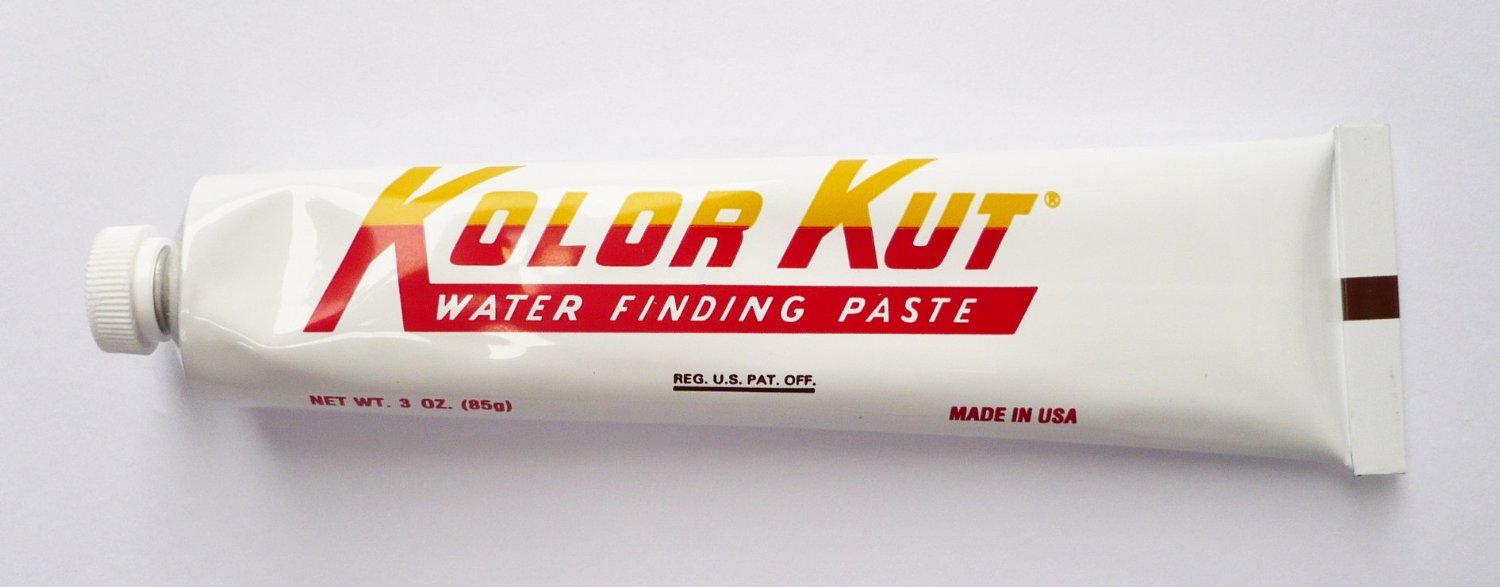 KOLOR KUT®
WATER FINDING PASTE
REG. U.S. PAT. OFF.
NET WT. 3 OZ. (85g)
MADE IN USA